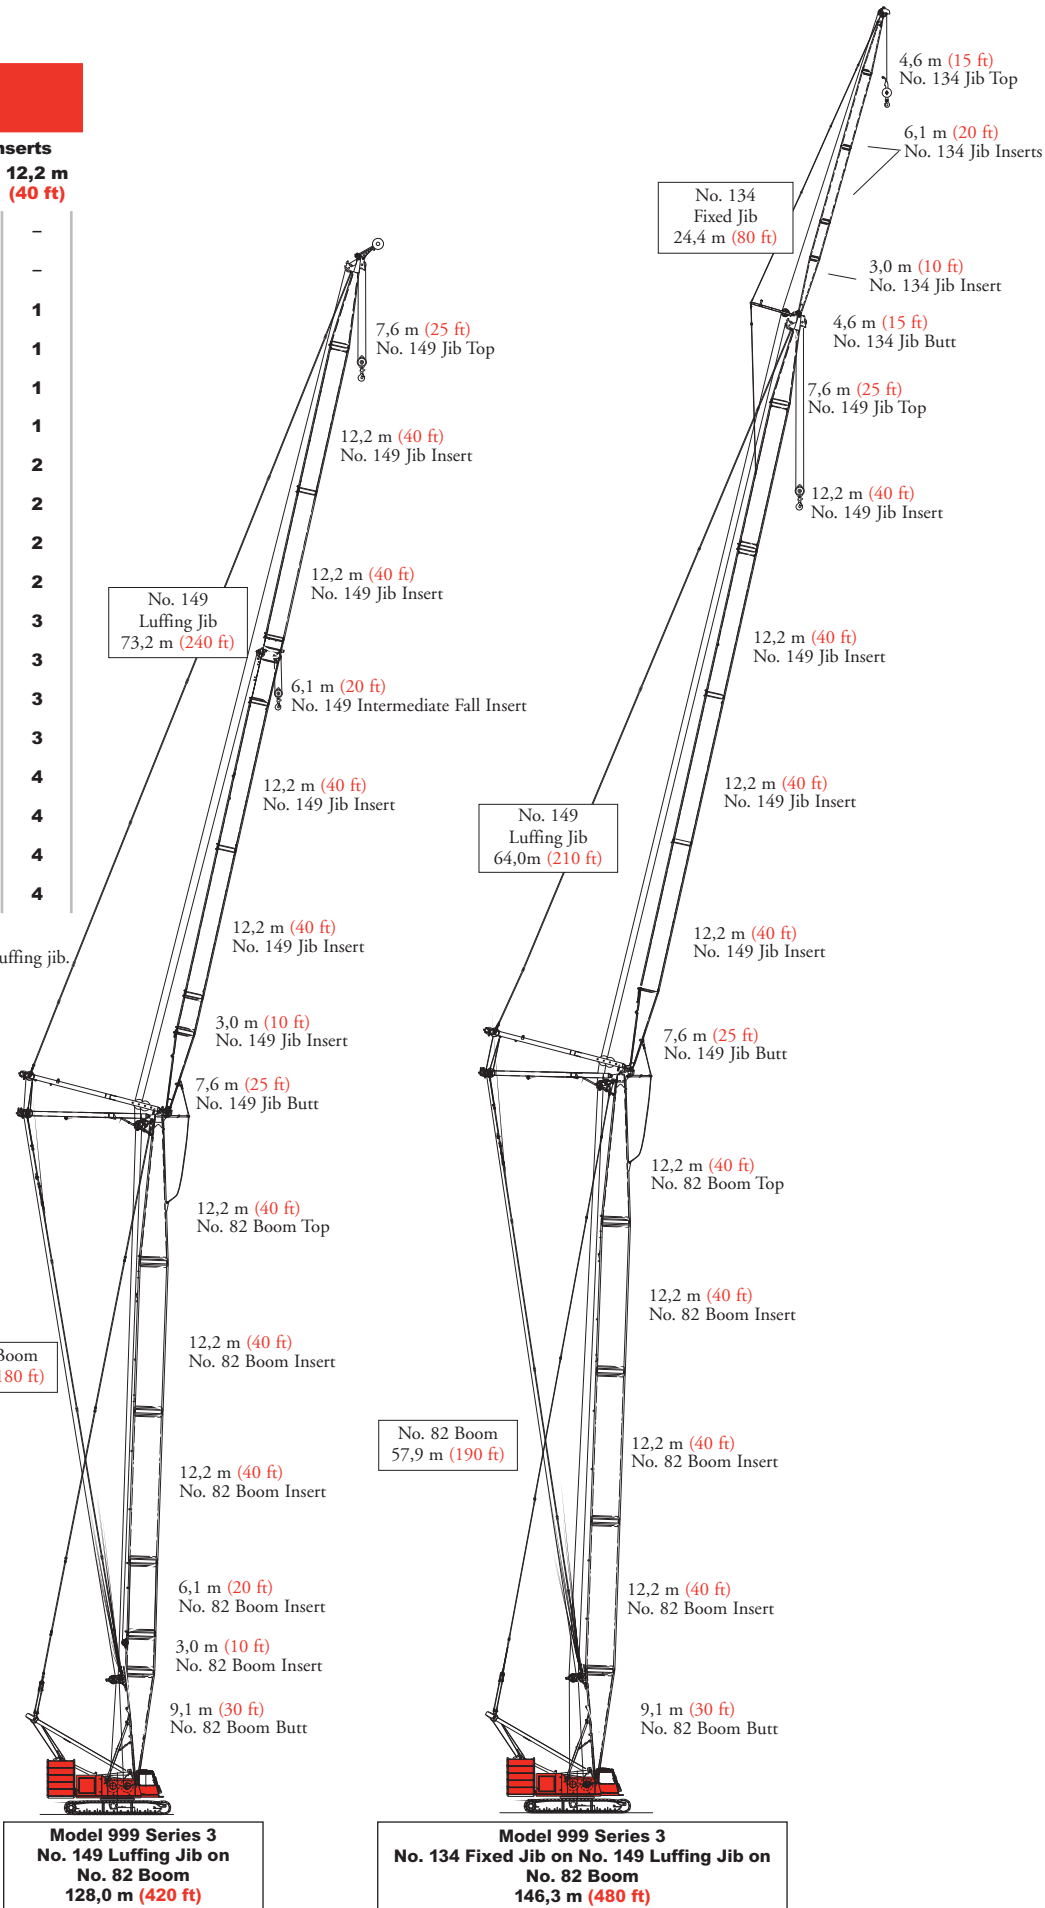 12,2 m
(40 ft)
–
–
1
1
1
1
2
2
2
2
3
3
3
3
4
4
4
4
7,6 m (25 ft)
No. 149 Jib Top
12,2 m (40 ft)
No. 149 Jib Insert
12,2 m (40 ft)
No. 149 Jib Insert
No. 149
Luffing Jib
73,2 m (240 ft)
6,1 m (20 ft)
No. 149 Intermediate Fall Insert
12,2 m (40 ft)
No. 149 Jib Insert
12,2 m (40 ft)
No. 149 Jib Insert
jib.
3,0 m (10 ft)
No. 149 Jib Insert
7,6 m (25 ft)
No. 149 Jib Butt
12,2 m (40 ft)
No. 82 Boom Top
12,2 m (40 ft)
No. 82 Boom Insert
Boom
180 ft)
12,2 m (40 ft)
No. 82 Boom Insert
6,1 m (20 ft)
No. 82 Boom Insert
3,0 m (10 ft)
No. 82 Boom Insert
9,1 m (30 ft)
No. 82 Boom Butt
Model 999 Series 3
No. 149 Luffing Jib on
No. 82 Boom
128,0 m (420 ft)
4,6 m (15 ft)
No. 134 Jib Top
6,1 m (20 ft)
No. 134 Jib Inserts
No. 134
Fixed Jib
24,4 m (80 ft)
3,0 m (10 ft)
No. 134 Jib Insert
4,6 m (15 ft)
No. 134 Jib Butt
7,6 m (25 ft)
No. 149 Jib Top
12,2 m (40 ft)
No. 149 Jib Insert
12,2 m (40 ft)
No. 149 Jib Insert
12,2 m (40 ft)
No. 149 Jib Insert
No. 149
Luffing Jib
64,0m (210 ft)
12,2 m (40 ft)
No. 149 Jib Insert
7,6 m (25 ft)
No. 149 Jib Butt
12,2 m (40 ft)
No. 82 Boom Top
12,2 m (40 ft)
No. 82 Boom Insert
No. 82 Boom
57,9 m (190 ft)
12,2 m (40 ft)
No. 82 Boom Insert
12,2 m (40 ft)
No. 82 Boom Insert
9,1 m (30 ft)
No. 82 Boom Butt
Model 999 Series 3
No. 134 Fixed Jib on No. 149 Luffing Jib on
No. 82 Boom
146,3 m (480 ft)